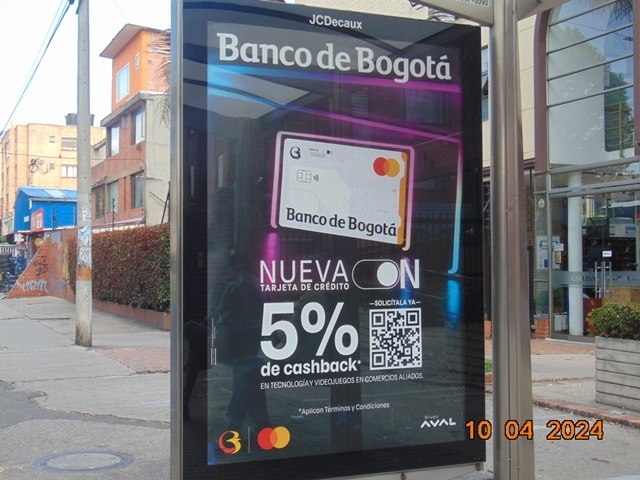 JCDecaux
Banco de Bogotá
Banco de Bogotá
NUEVA ON
TARJETA DE CRÉDITO
SOLICÍTALA YA
5%
de cashback*
EN TECNOLOGÍA Y VIDEOJUEGOS EN COMERCIOS ALIADOS.
*Aplican Términos y Condiciones
Grupo
AVAL
10 04 2024